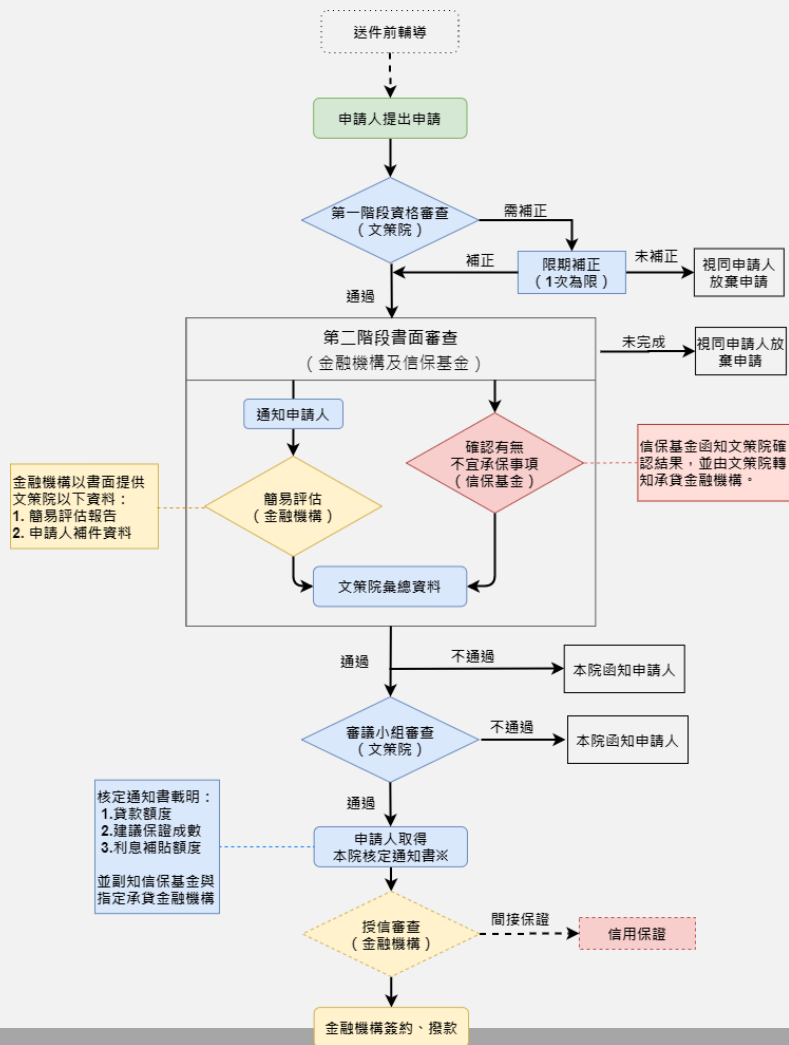 送件前輔導
申請人提出申請
第一階段資格審查
（文策院）
需補正
限期補正
（1次為限）
補正
未補正
視同申請人
放棄申請
通過
第二階段書面審查
（金融機構及信保基金）
未完成
視同申請人放
棄申請
通知申請人
確認有無
不宜承保事項
（信保基金）
信保基金函知文策院確
認結果，並由文策院轉
知承貸金融機構。
金融機構以書面提供
文策院以下資料：
1. 簡易評估報告
2. 申請人補件資料
簡易評估
（金融機構）
文策院彙總資料
通過
不通過
本院函知申請人
審議小組審查
（文策院）
不通過
本院函知申請人
通過
核定通知書載明：
1.貸款額度
2.建議保證成數
3.利息補貼額度
並副知信保基金與
指定承貸金融機構
申請人取得
本院核定通知書※
授信審查
（金融機構）
間接保證
信用保證
金融機構簽約、撥款